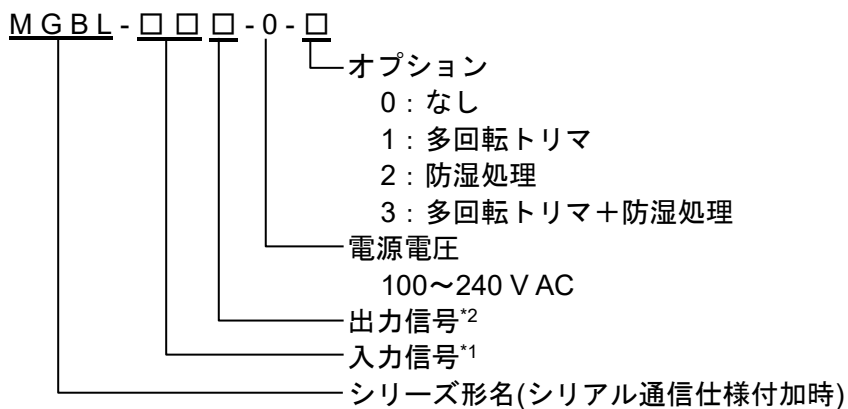 MGBL-□□□-0-□
オプション
0：なし
1：多回転トリマ
2：防湿処理
3：多回転トリマ＋防湿処理
電源電圧
100～240 V AC
出力信号*2
入力信号*1
シリーズ形名(シリアル通信仕様付加時)